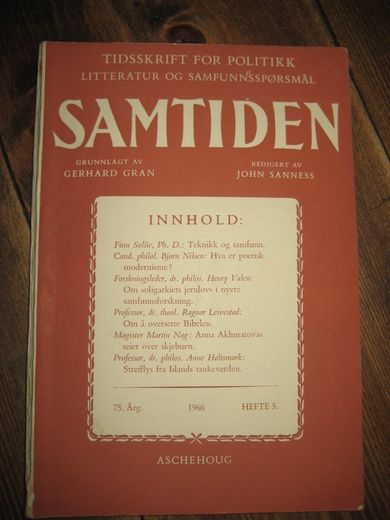 TIDSSKRIFT FOR POLITIKK
LITTERATUR OG SAMFUNNSSPØRSMÅL
SAMTIDEN
GRUNNLAGT AV
GERHARD GRAN
REDIGERT AV
JOHN SANNESS
INNHOLD:
Finn Sollie, Ph. D.: Teknikk og samfunn.
Cand. philol. Bjørn Nilsen: Hva er poetisk
modernisme?
Forskningsleder, dr. philos. Henry Valen:
Om «oligarkiets jernlov» i nyere
samfunnsforskning.
Professor, dr. theol. Ragnar Leivestad:
Om å oversette Bibelen.
Magister Martin Nag: Anna Akhmatovas
seier over skjebnen.
Professor, dr. philos. Anne Holtsmark:
Streiflys fra Islands tankeverden.
75. Årg. 1966 HEFTE 5.
ASCHEHOUG